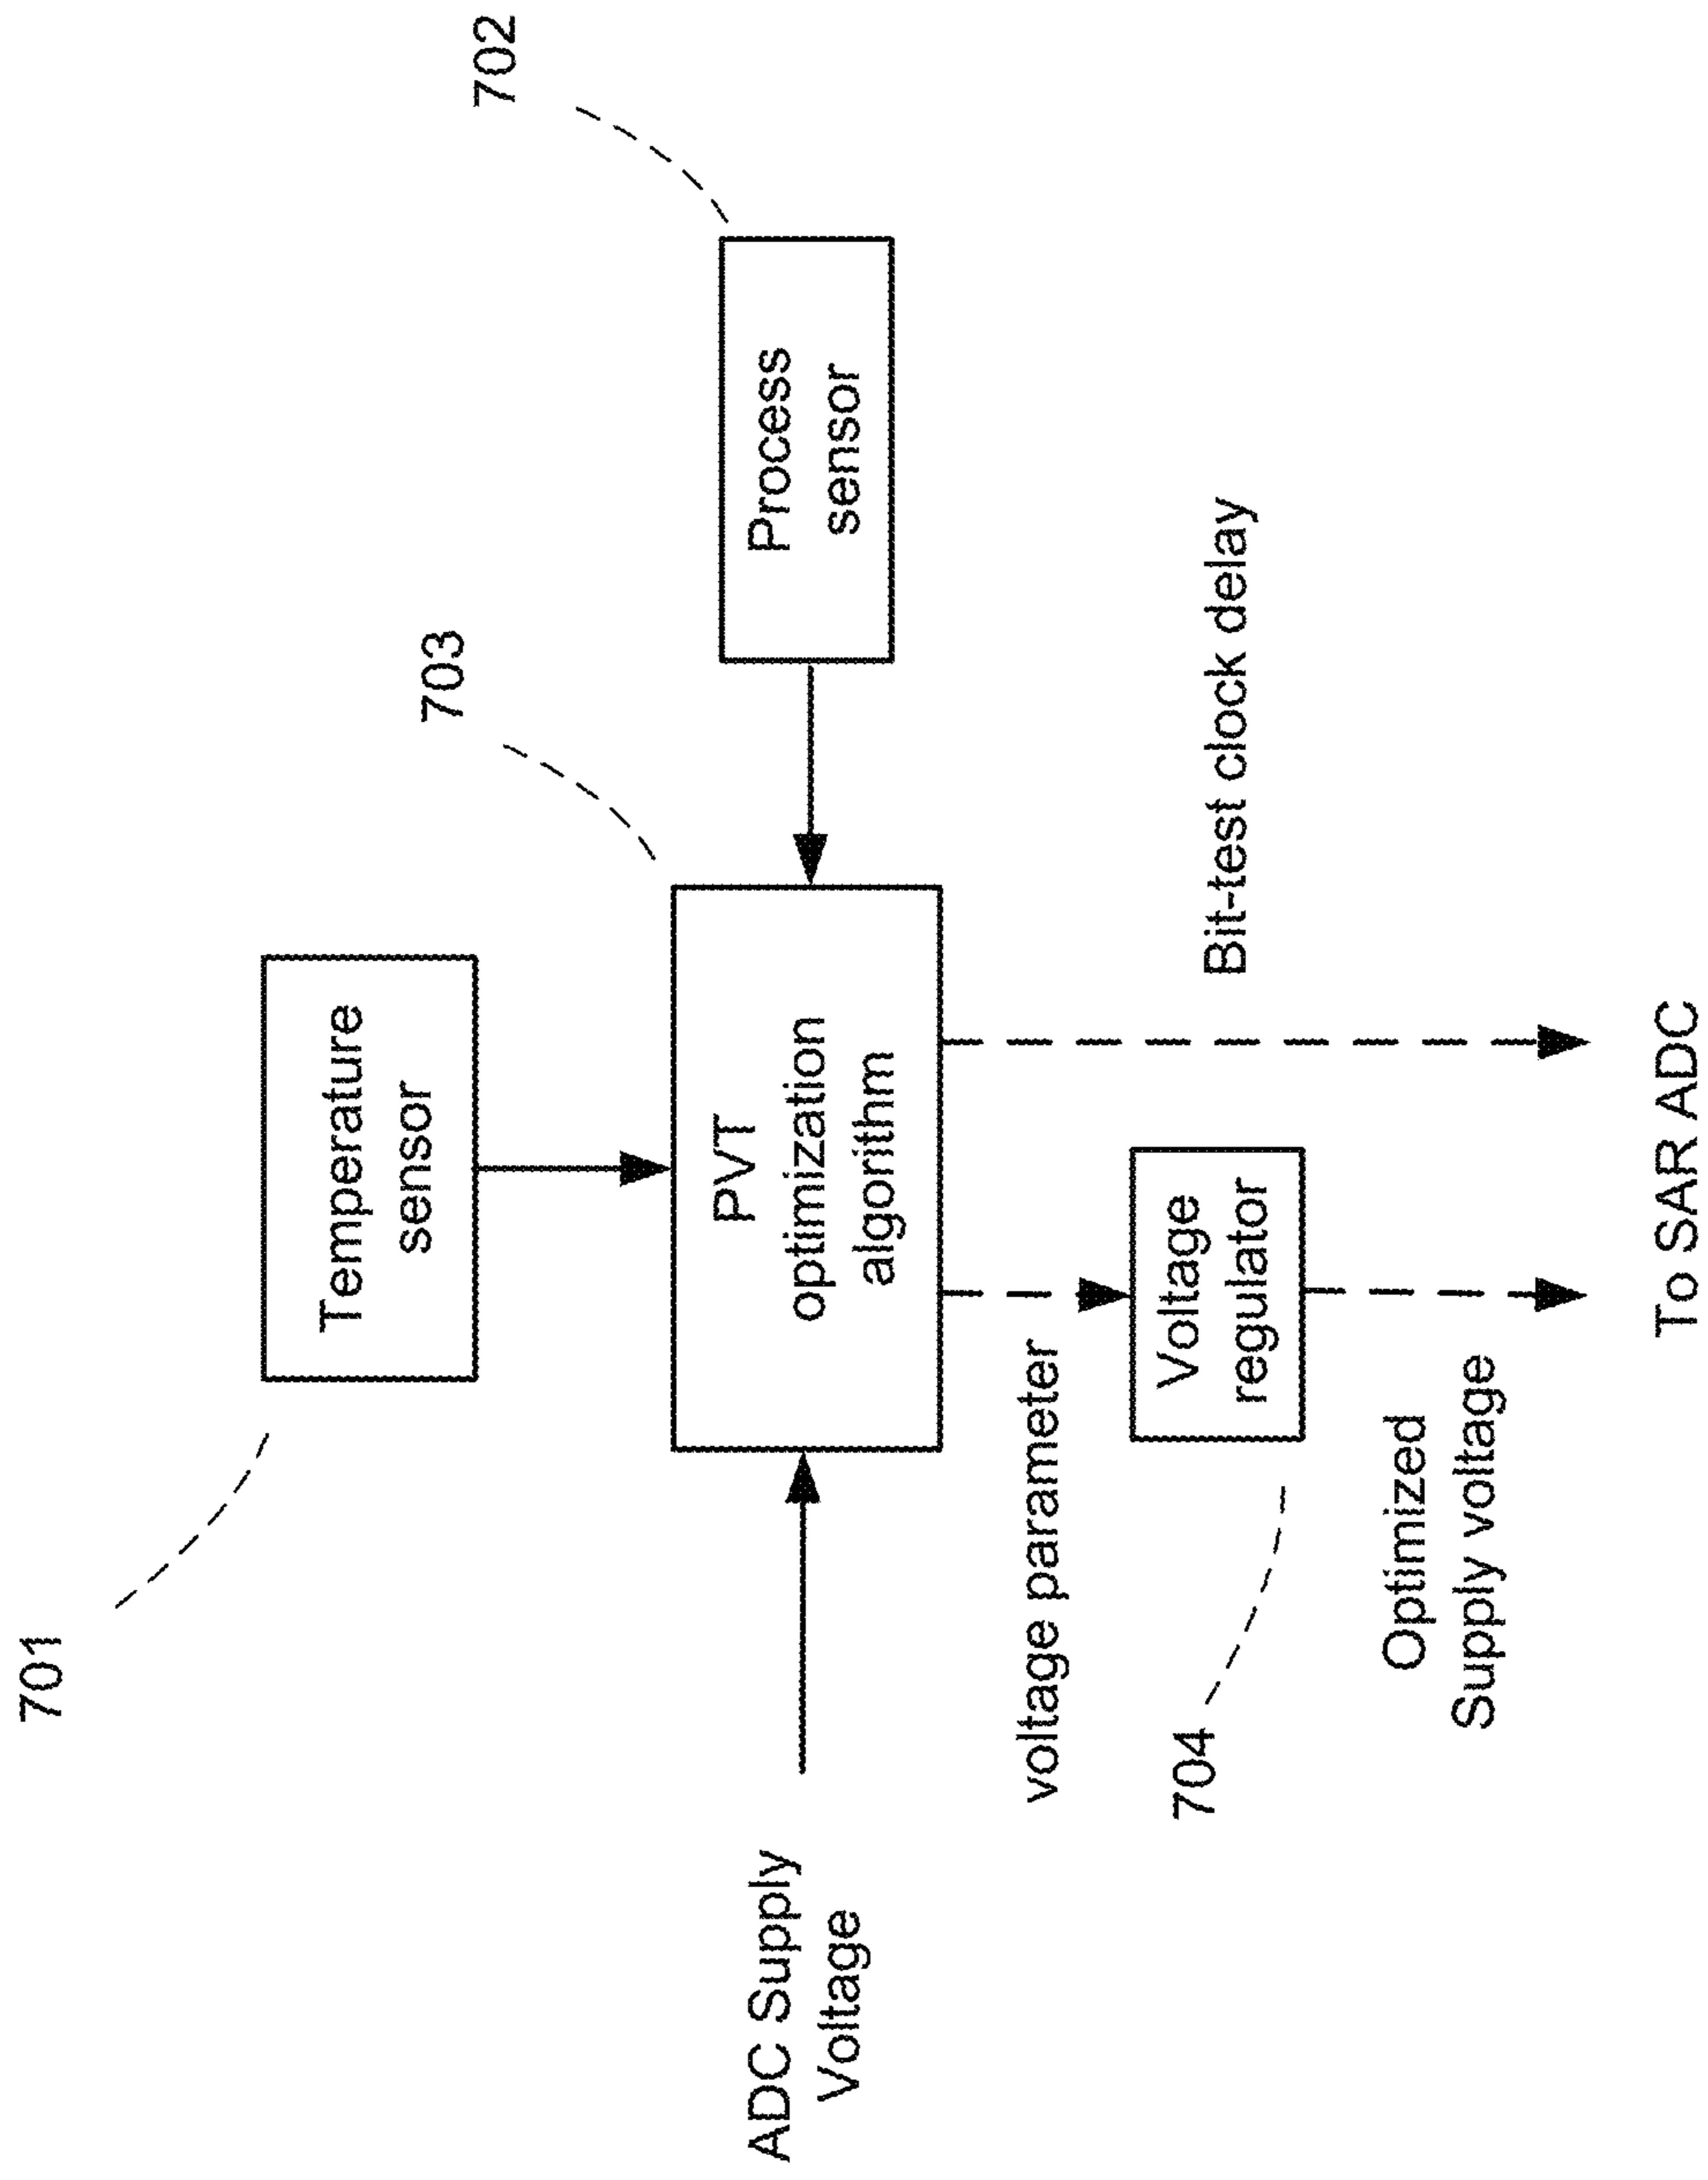 701
Temperature
sensor
703
702
ADC Supply
Voltage
PVT
optimization
algorithm
Process
sensor
voltage parameter
704
Voltage
regulator
Bit-test clock delay
Optimized
Supply voltage
To SAR ADC